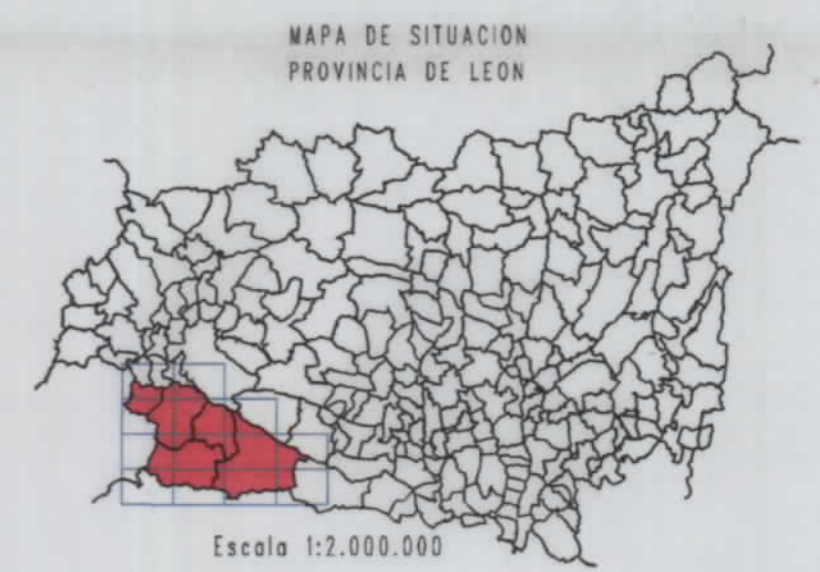 MAPA DE SITUACION
PROVINCIA DE LEON
Escala 1:2.000.000